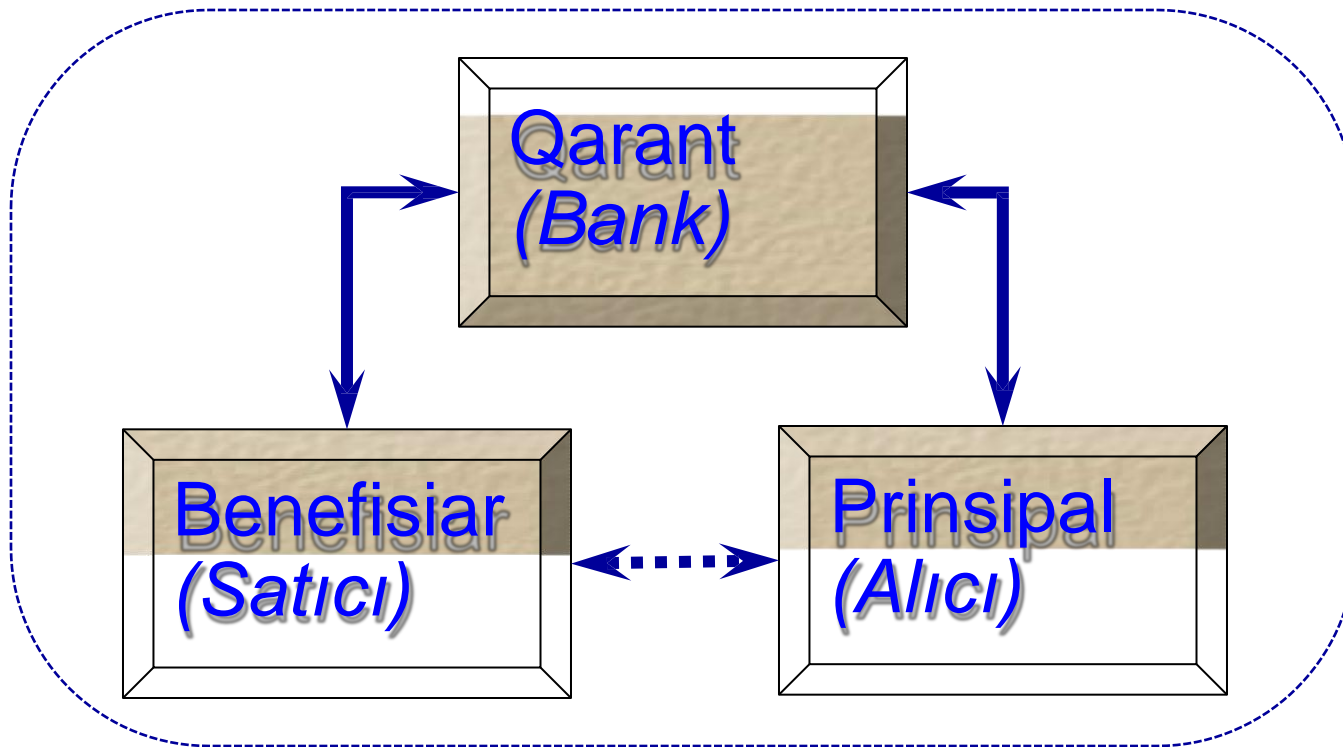 Qarant
(Bank)
Benefisiar
(Satıcı)
Prinsipal
(Alıcı)